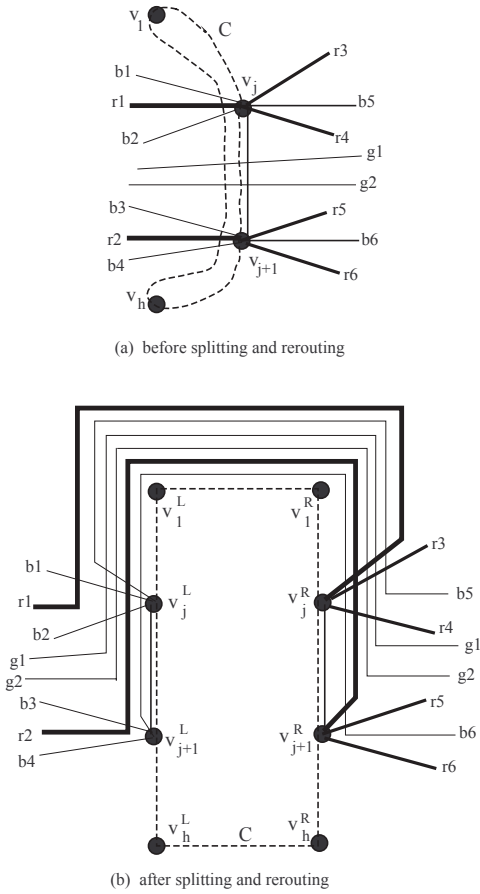 v1 C
r3
b1 vj
r1 b5
b2 r4
g1
g2
b3 r5
r2 b6
b4 vj+1 r6
vh
(a) before splitting and rerouting
v1L v1R
r3
b1 b5
r1 vjL vjR
b2 r4
g1 g1
g2 g2
b3 r5
r2 b6
b4 vj+1L vj+1R
r6
vhL C vhR
(b) after splitting and rerouting